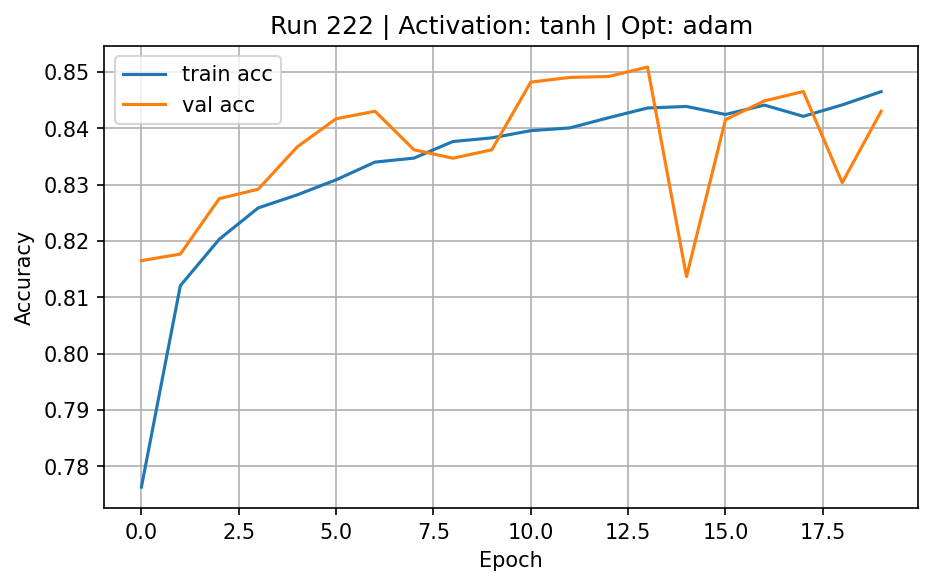 Run 222 | Activation: tanh | Opt: adam
train acc
val acc
Accuracy
0.85
0.84
0.83
0.82
0.81
0.80
0.79
0.78
0.0 2.5 5.0 7.5 10.0 12.5 15.0 17.5
Epoch